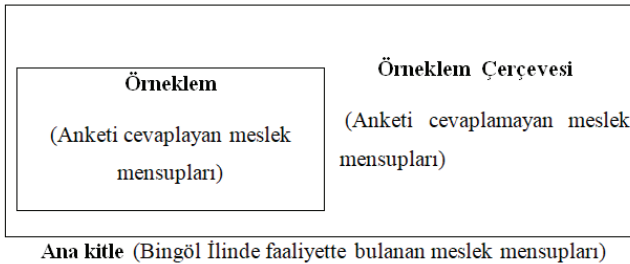 Örneklem
(Anketi cevaplayan meslek
mensupları)
Örneklem Çerçevesi
(Anketi cevaplamayan meslek
mensupları)
Ana kitle (Bingöl İlinde faaliyette bulanan meslek mensupları)